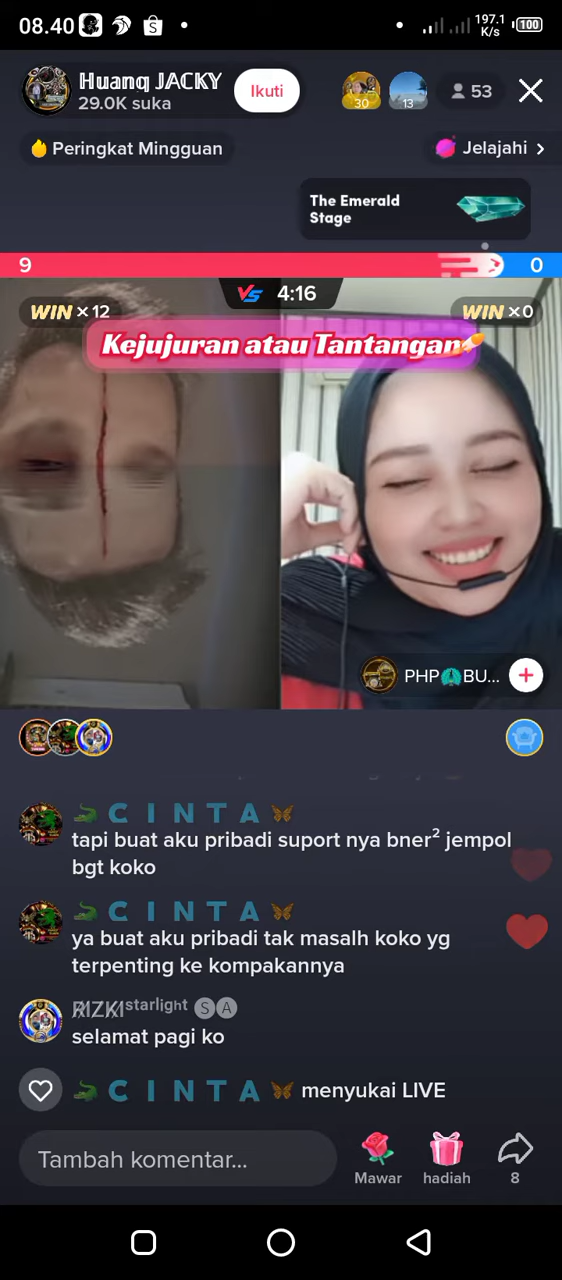 08.40
197.1
K/s
100
ℍuanq JACKY
29.0K suka
Ikuti
30
13
53
Peringkat Mingguan
Jelajahi >
The Emerald
Stage
9
0
VS 4:16
WIN ×12
WIN ×0
Kejujuran atau Tantangan
PHP BU...
C I N T A
tapi buat aku pribadi suport nya bner² jempol
bgt koko
C I N T A
ya buat aku pribadi tak masalh koko yg
terpenting ke kompakannya
RIZKI ˢᵗᵃʳˡⁱᵍʰᵗ 🅢🅐
selamat pagi ko
C I N T A menyukai LIVE
Tambah komentar...
Mawar
hadiah
8